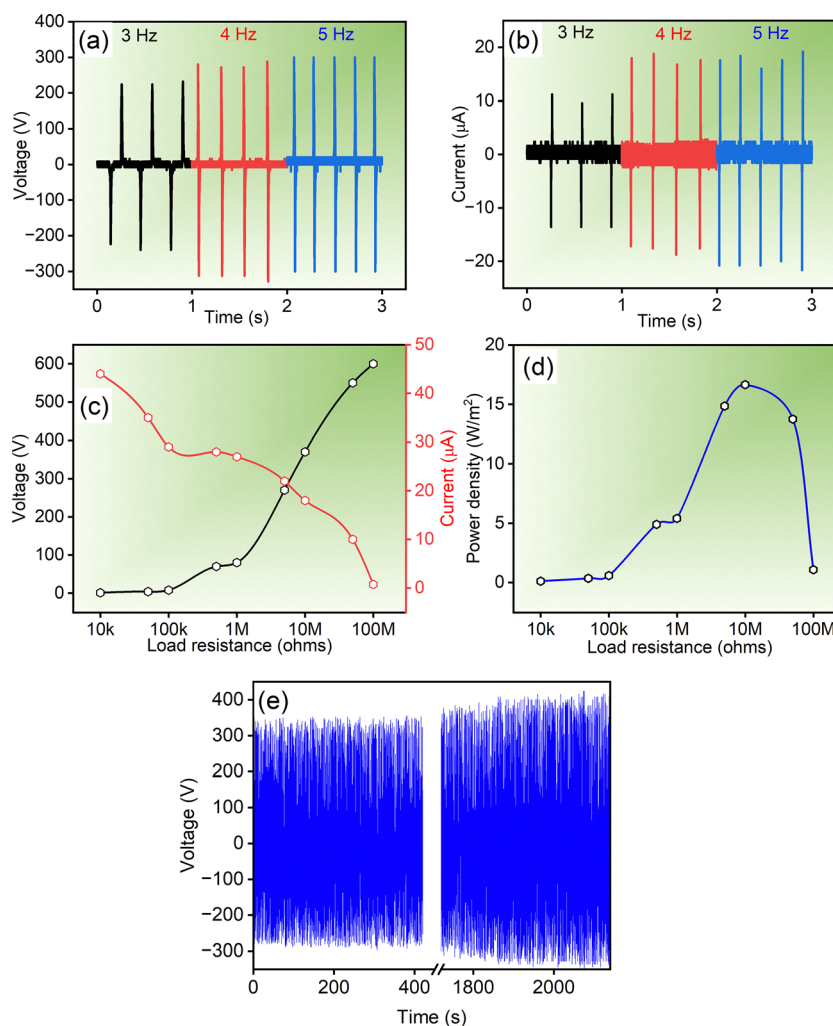 (a)
3 Hz 4 Hz 5 Hz
Voltage (V)
400
300
200
100
0
−100
−200
−300
0 1 2 3
Time (s)
(b)
3 Hz 4 Hz 5 Hz
Current (μA)
20
10
0
−10
−20
0 1 2 3
Time (s)
(c)
Voltage (V)
600
500
400
300
200
100
0
Current (μA)
50
40
30
20
10
0
10k 100k 1M 10M 100M
Load resistance (ohms)
(d)
Power density (W/m²)
20
15
10
5
0
10k 100k 1M 10M 100M
Load resistance (ohms)
(e)
Voltage (V)
400
300
200
100
0
−100
−200
−300
0 200 400 1800 2000
Time (s)